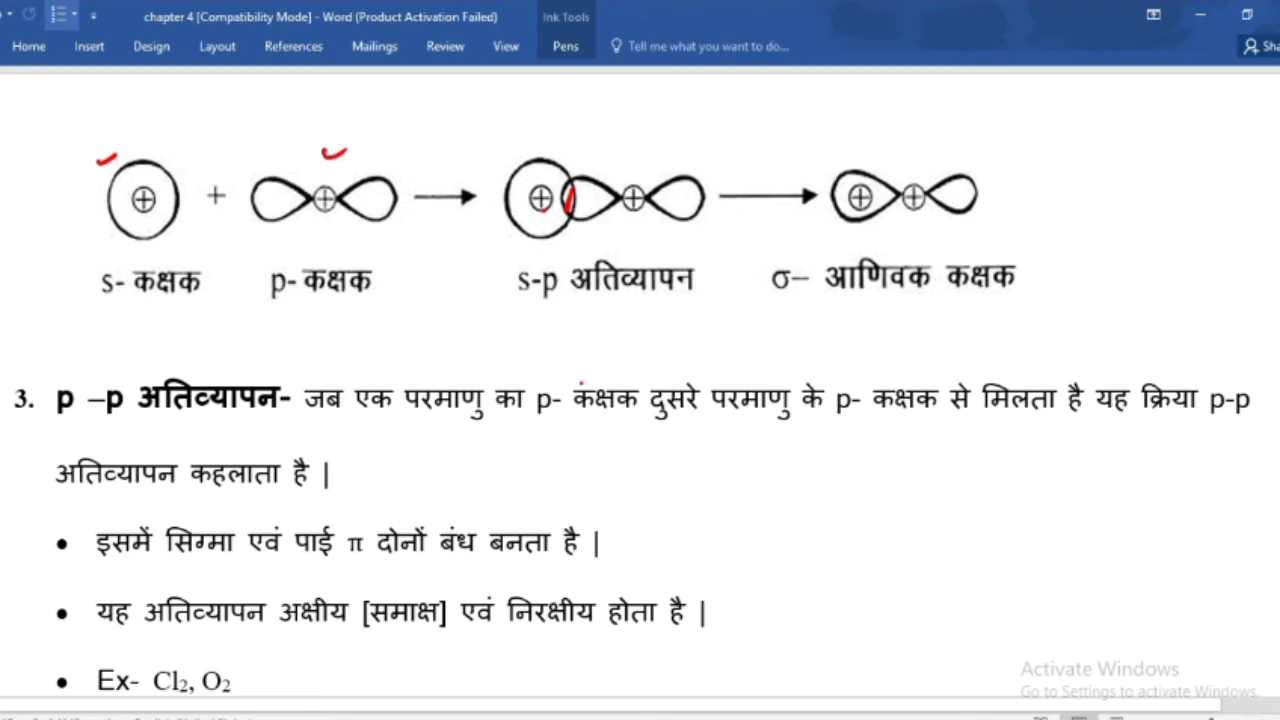 chapter 4 [Compatibility Mode] - Word (Product Activation Failed)
Ink Tools
Home Insert Design Layout References Mailings Review View Pens Tell me what you want to do...
+
s- कक्षक p- कक्षक s-p अतिव्यापन σ– आणिवक कक्षक
3. p –p अतिव्यापन- जब एक परमाणु का p- कक्षक दुसरे परमाणु के p- कक्षक से मिलता है यह क्रिया p-p
अतिव्यापन कहलाता है |
• इसमें सिग्मा एवं पाई π दोनों बंध बनता है |
• यह अतिव्यापन अक्षीय [समाक्ष] एवं निरक्षीय होता है |
• Ex- Cl₂, O₂
Activate Windows
Go to Settings to activate Windows.